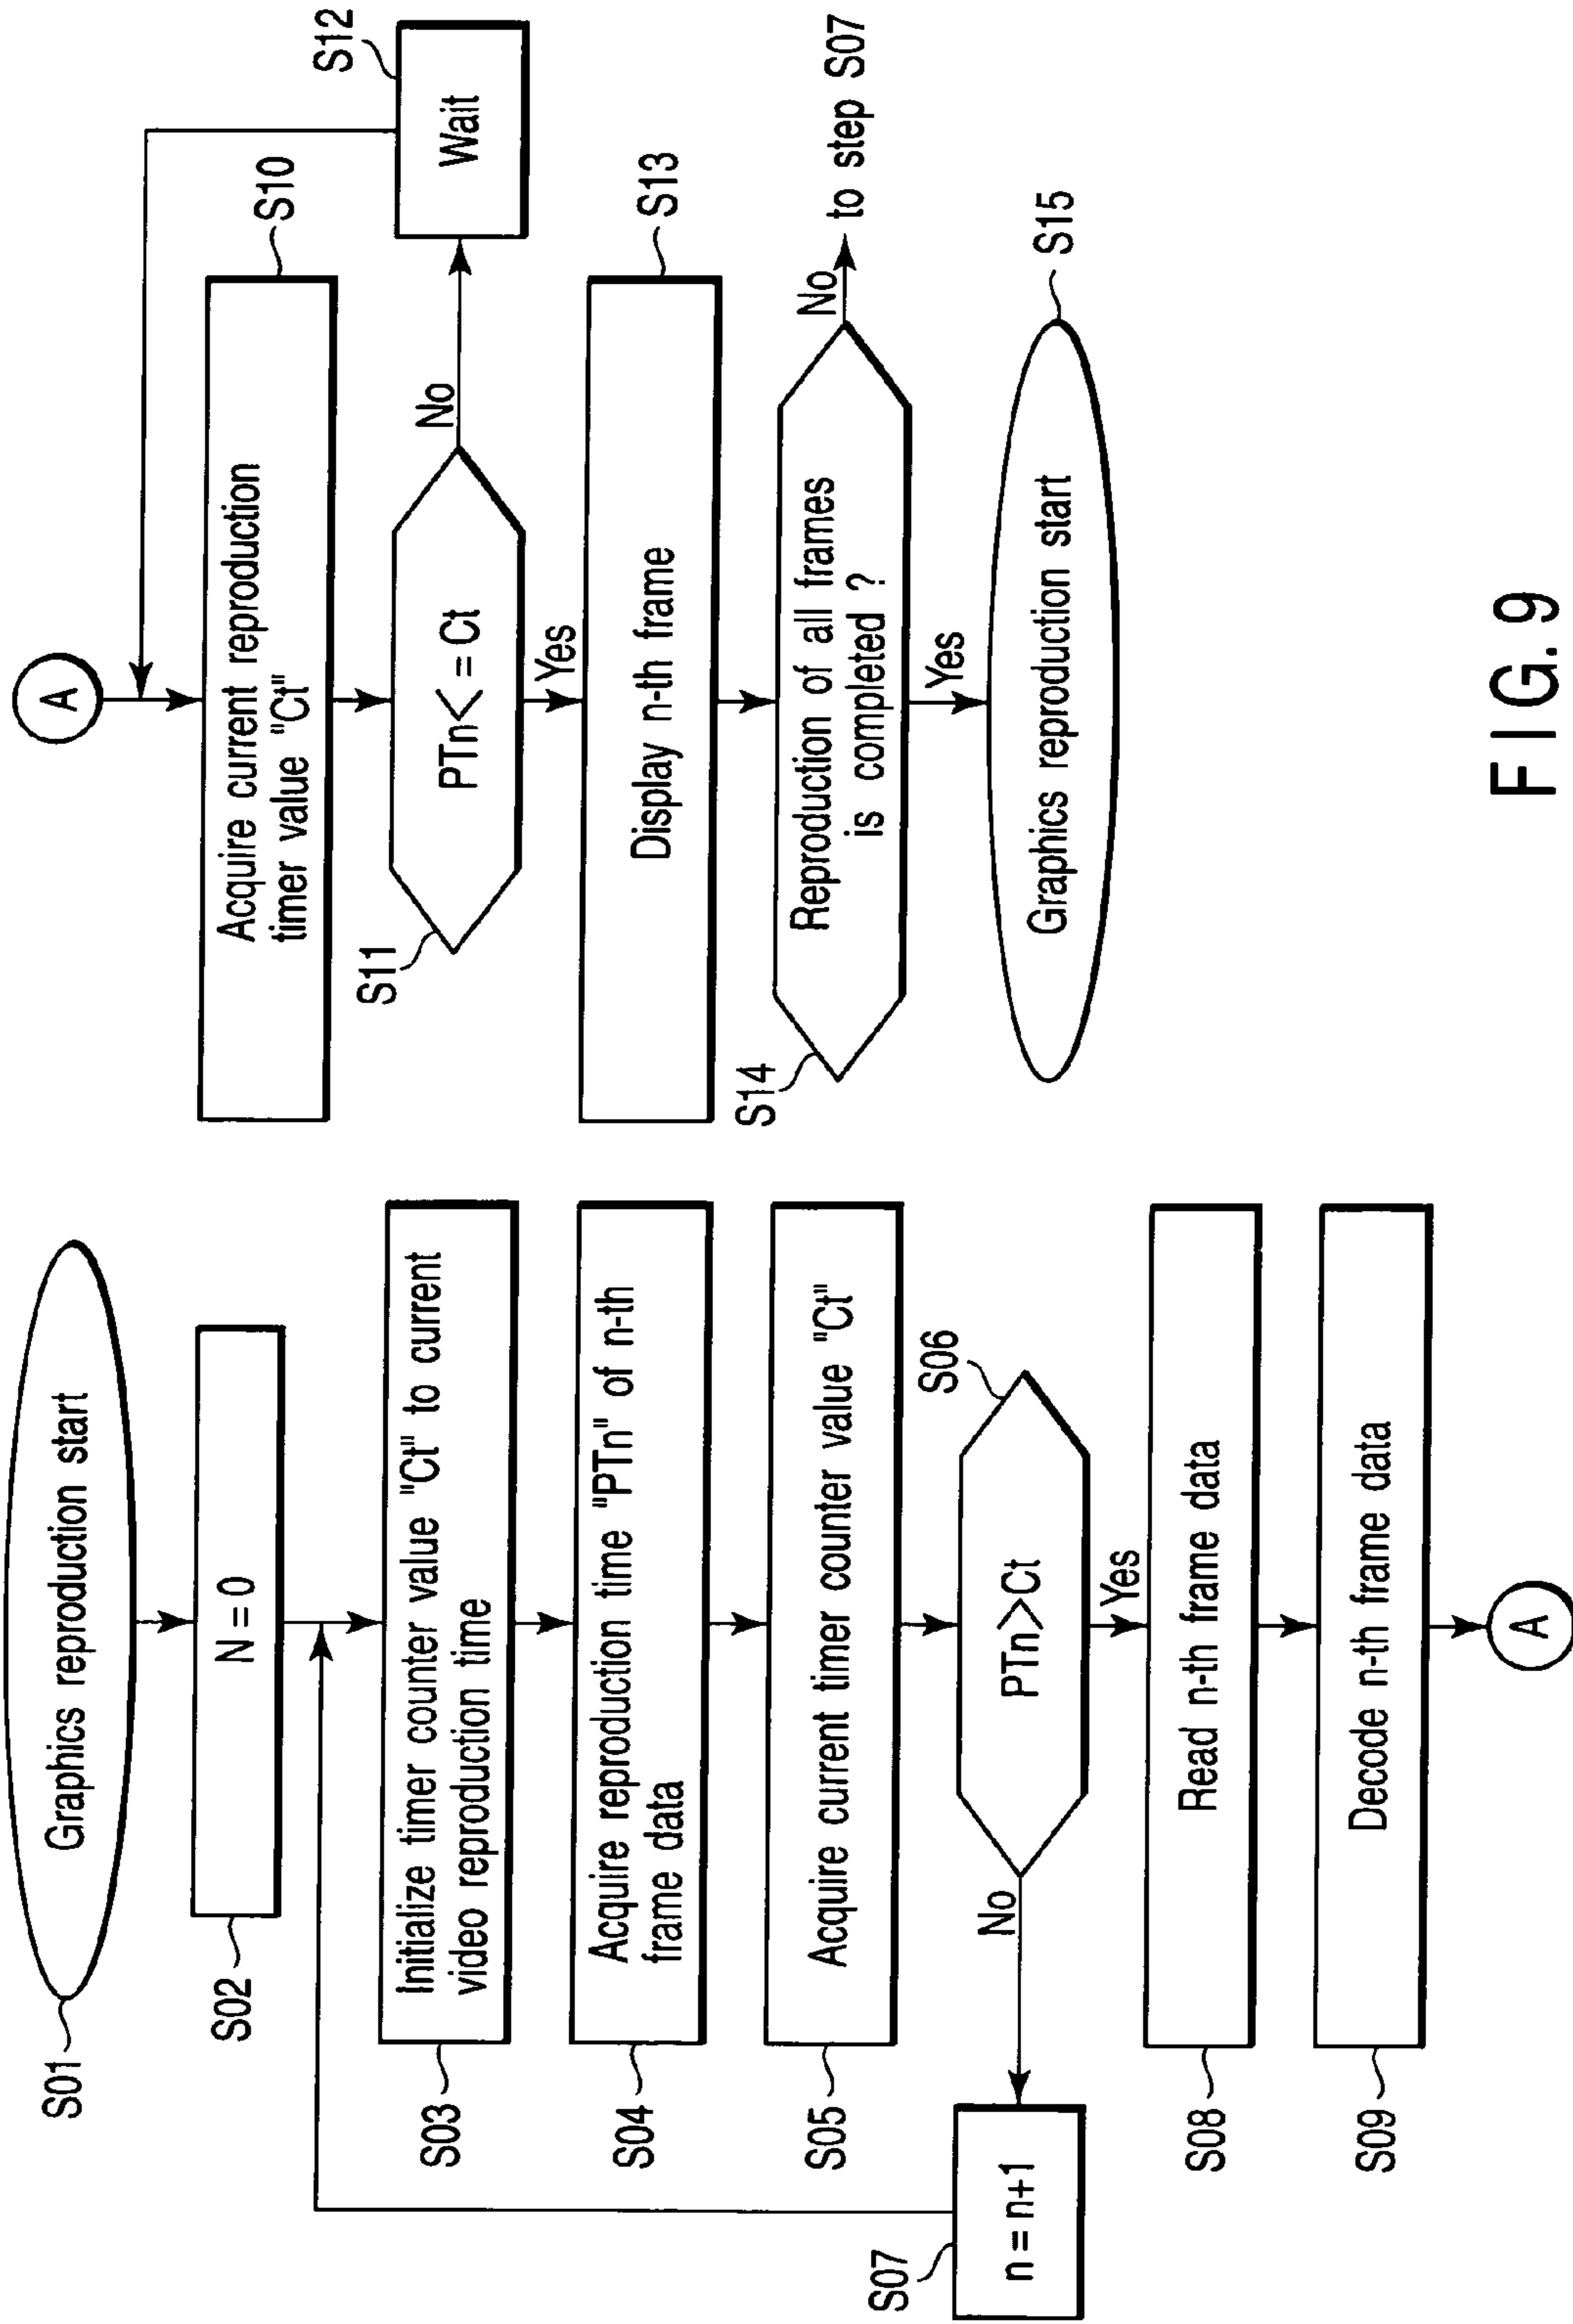 Graphics reproduction start
S01
N = 0
S02
Initialize timer counter value "Ct" to current
video reproduction time
S03
Acquire reproduction time "PTn" of n-th
frame data
S04
Acquire current timer counter value "Ct"
S05
PTn>Ct
S06
No
Yes
n = n+1
S07
Read n-th frame data
S08
Decode n-th frame data
S09
A
A
Acquire current reproduction
timer value "Ct"
S10
PTn< = Ct
S11
No
Wait
S12
Yes
Display n-th frame
S13
Reproduction of all frames
is completed ?
S14
No
to step S07
Yes
Graphics reproduction start
S15
FIG. 9